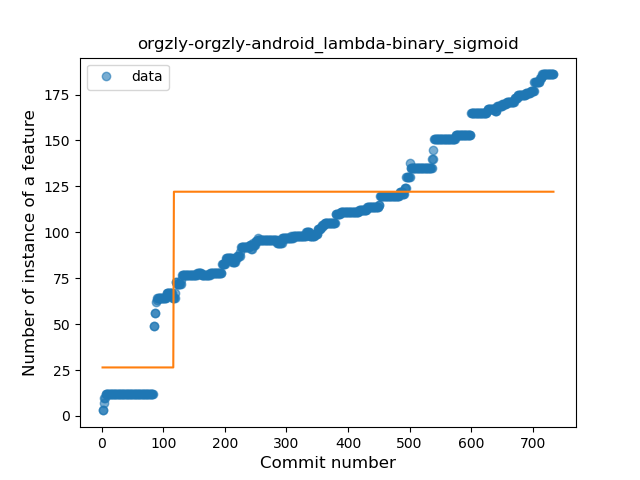 orgzly-orgzly-android_lambda-binary_sigmoid
data
Number of instance of a feature
175
150
125
100
75
50
25
0
0 100 200 300 400 500 600 700
Commit number